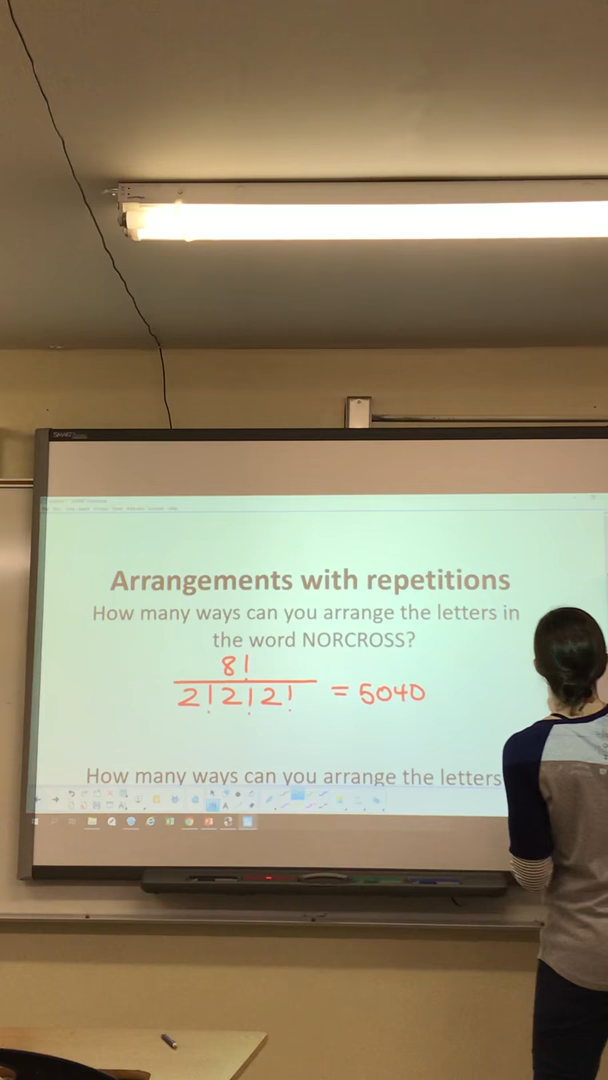 Arrangements with repetitions
How many ways can you arrange the letters in
the word NORCROSS?
8!
2!2!2! = 5040
How many ways can you arrange the letters